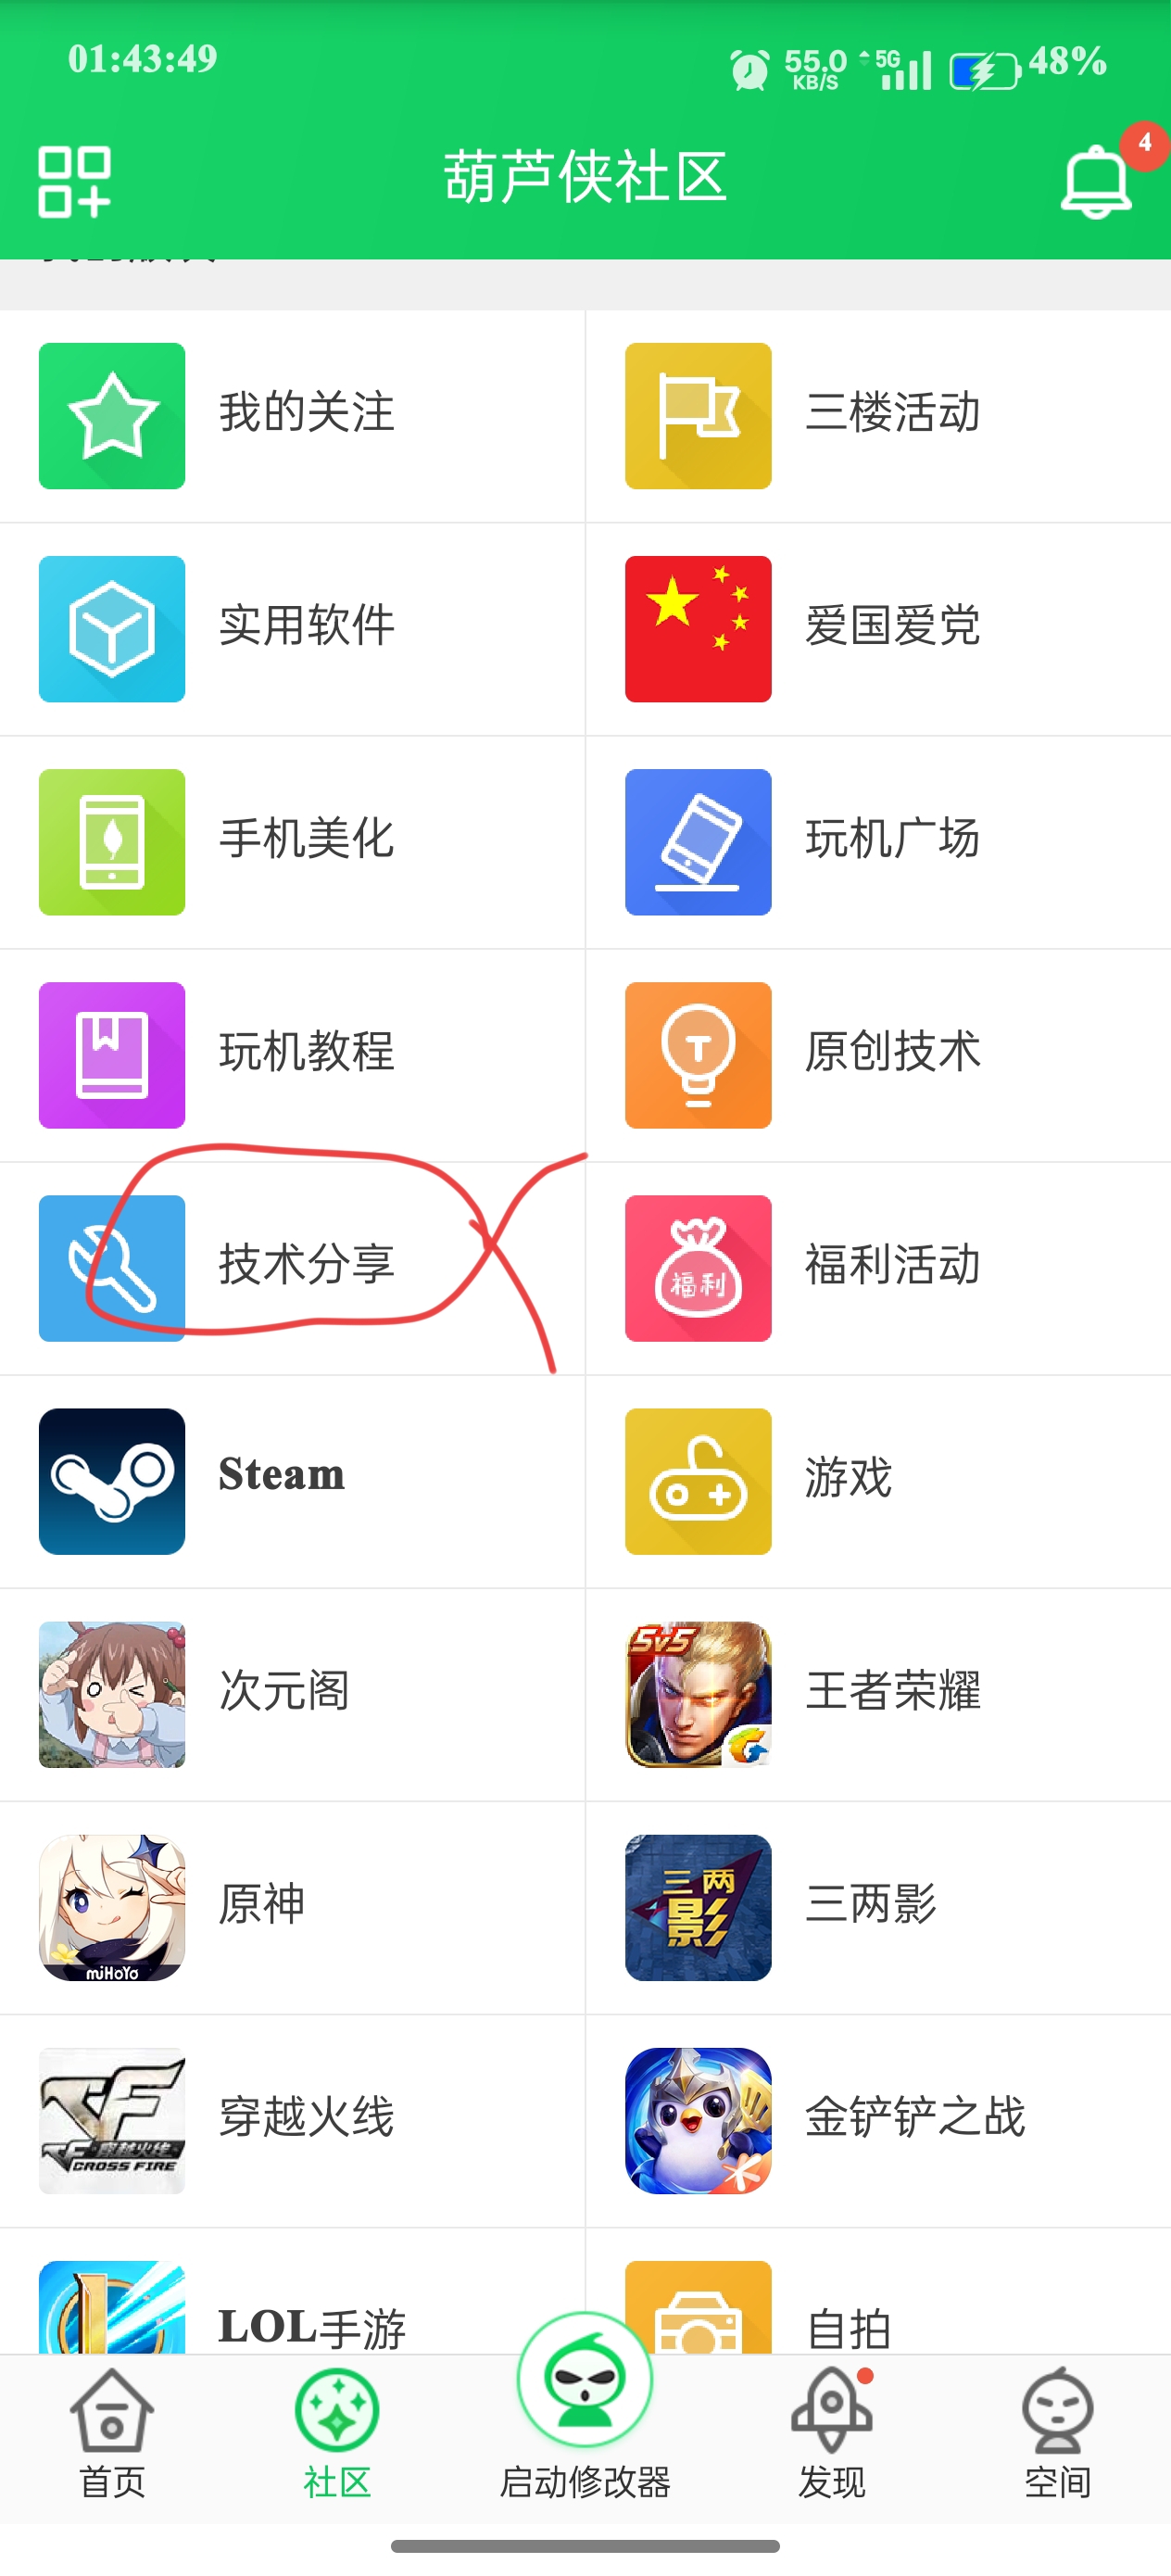 01:43:49 55.0 KB/S 5G 48%
葫芦侠社区 4
我的关注 三楼活动
实用软件 爱国爱党
手机美化 玩机广场
玩机教程 T 原创技术
技术分享 福利 福利活动
Steam 游戏
次元阁 5v5 王者荣耀
原神 miHoYo 三两影 三两影
穿越火线 CF 穿越火线 CROSS FIRE 金铲铲之战
LOL手游 自拍
首页 社区 启动修改器 发现 空间